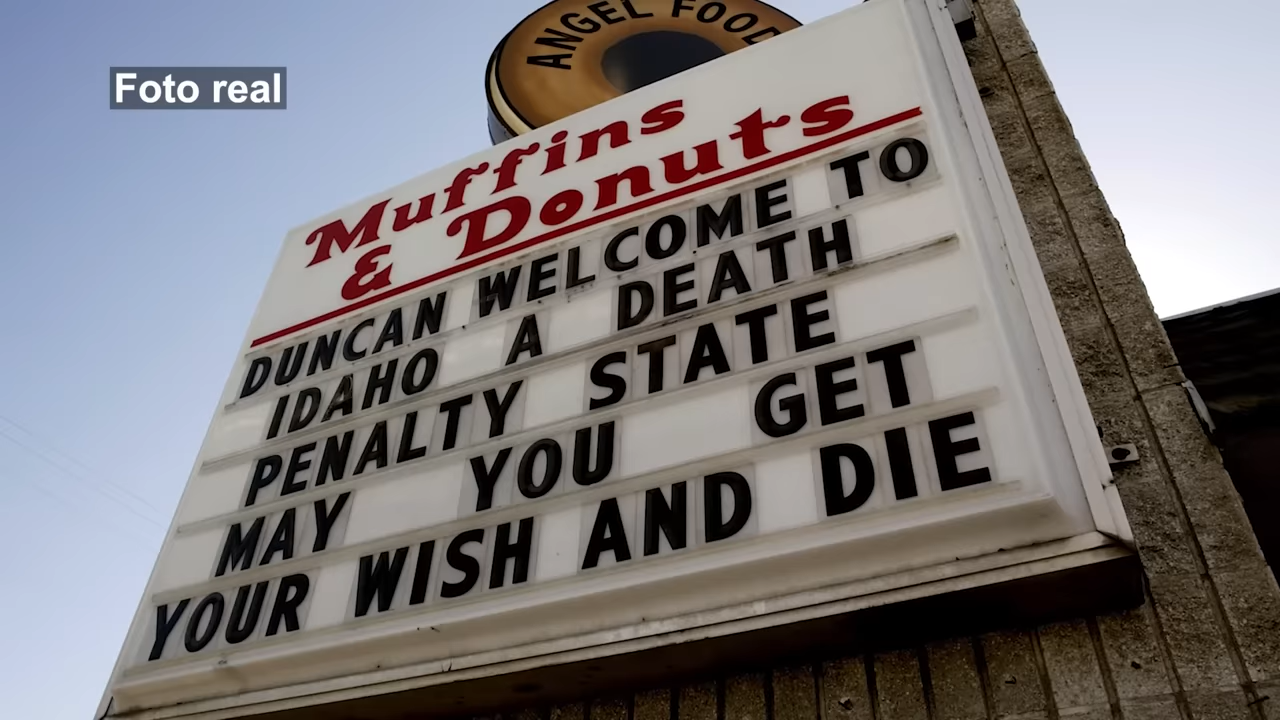 Foto real
ANGEL FOOD
Muffins
& Donuts
DUNCAN WELCOME TO
IDAHO A DEATH
PENALTY STATE
MAY YOU GET
YOUR WISH AND DIE